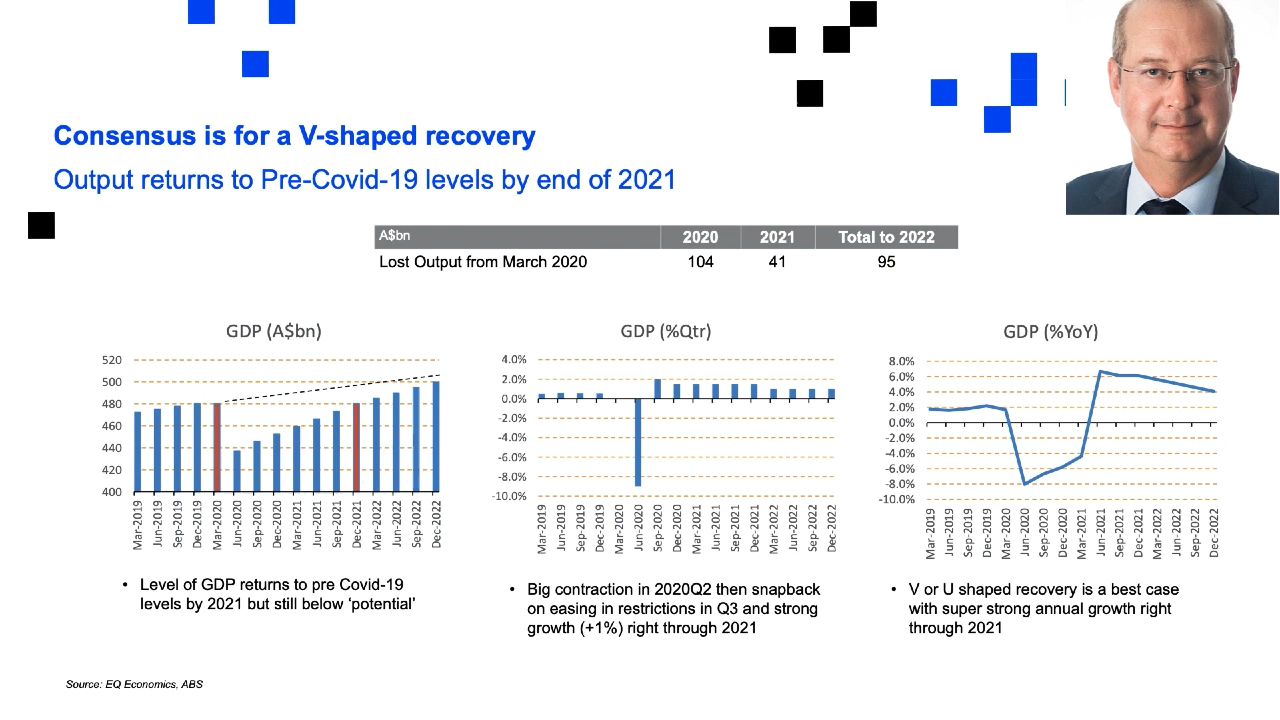 Consensus is for a V-shaped recovery
Output returns to Pre-Covid-19 levels by end of 2021
A$bn 2020 2021 Total to 2022
Lost Output from March 2020 104 41 95
GDP (A$bn)
520
500
480
460
440
420
400
Mar-2019
Jun-2019
Sep-2019
Dec-2019
Mar-2020
Jun-2020
Sep-2020
Dec-2020
Mar-2021
Jun-2021
Sep-2021
Dec-2021
Mar-2022
Jun-2022
Sep-2022
Dec-2022
• Level of GDP returns to pre Covid-19
levels by 2021 but still below ‘potential’
GDP (%Qtr)
4.0%
2.0%
0.0%
-2.0%
-4.0%
-6.0%
-8.0%
-10.0%
Mar-2019
Jun-2019
Sep-2019
Dec-2019
Mar-2020
Jun-2020
Sep-2020
Dec-2020
Mar-2021
Jun-2021
Sep-2021
Dec-2021
Mar-2022
Jun-2022
Sep-2022
Dec-2022
• Big contraction in 2020Q2 then snapback
on easing in restrictions in Q3 and strong
growth (+1%) right through 2021
GDP (%YoY)
8.0%
6.0%
4.0%
2.0%
0.0%
-2.0%
-4.0%
-6.0%
-8.0%
-10.0%
Mar-2019
Jun-2019
Sep-2019
Dec-2019
Mar-2020
Jun-2020
Sep-2020
Dec-2020
Mar-2021
Jun-2021
Sep-2021
Dec-2021
Mar-2022
Jun-2022
Sep-2022
Dec-2022
• V or U shaped recovery is a best case
with super strong annual growth right
through 2021
Source: EQ Economics, ABS